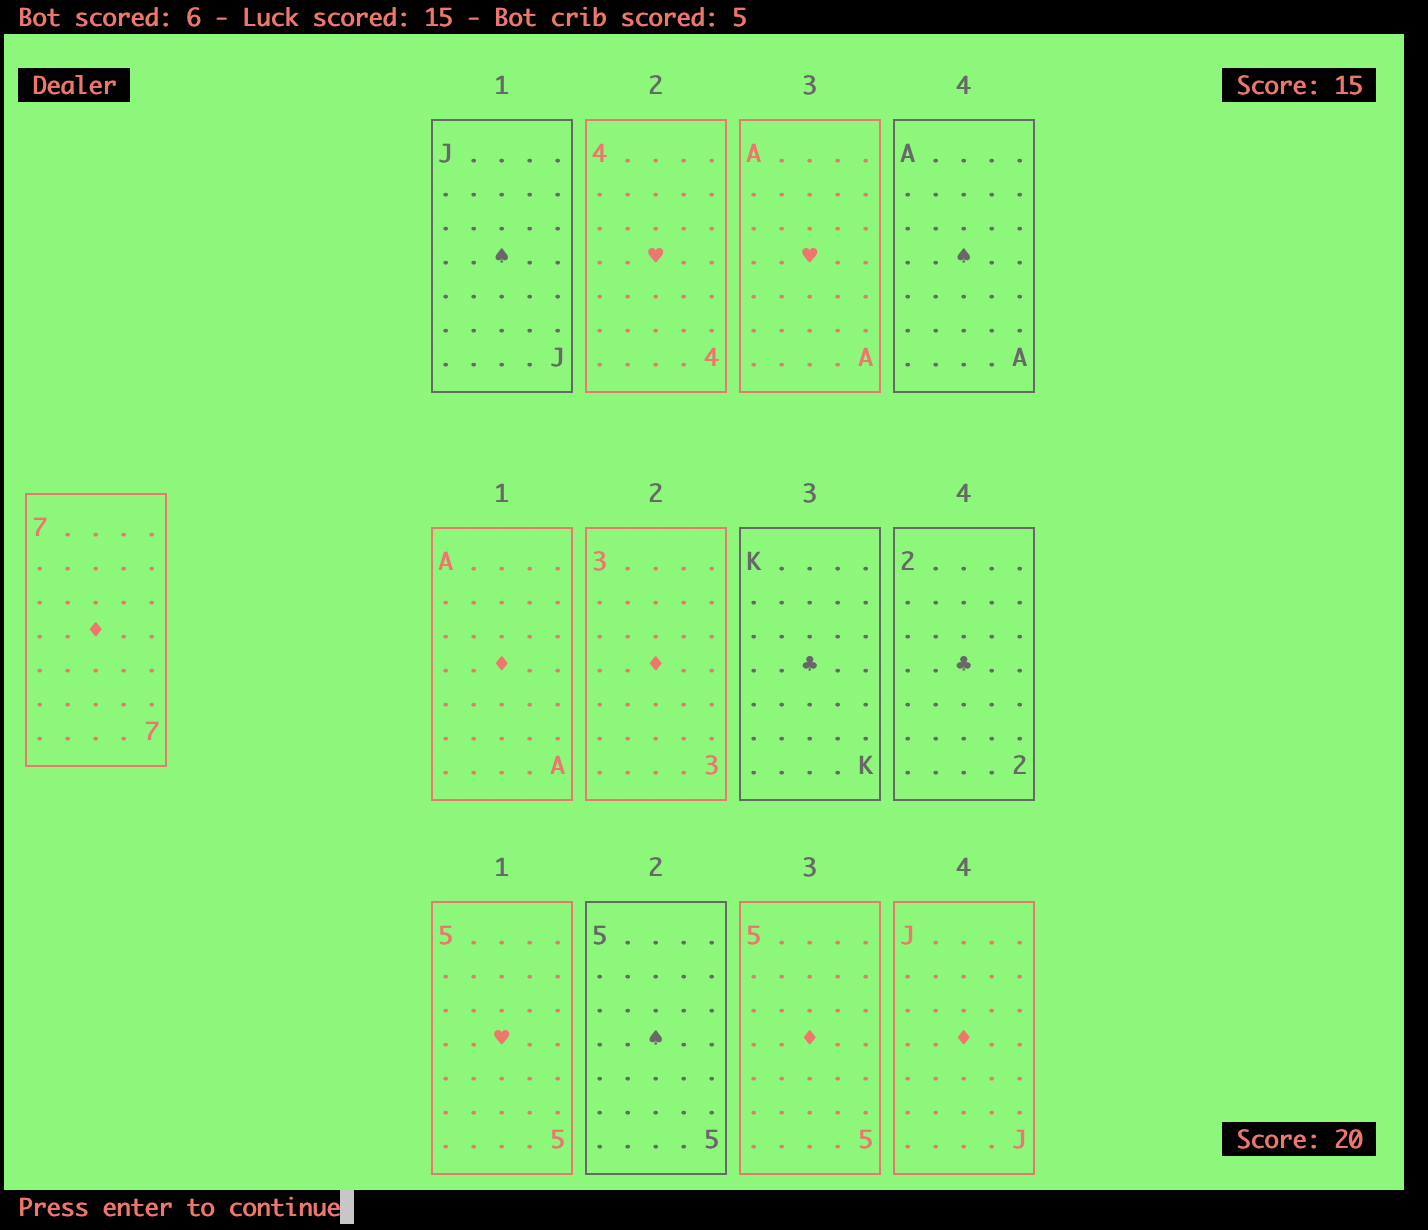 Bot scored: 6 - Luck scored: 15 - Bot crib scored: 5
Dealer 1 2 3 4 Score: 15
J 4 A A
♠ ♥ ♥ ♠
J 4 A A
1 2 3 4
7
A 3 K 2
♦
♦ ♦ ♣ ♣
7
A 3 K 2
1 2 3 4
5 5 5 J
♥ ♠ ♦ ♦
5 5 5 J
Score: 20
Press enter to continue